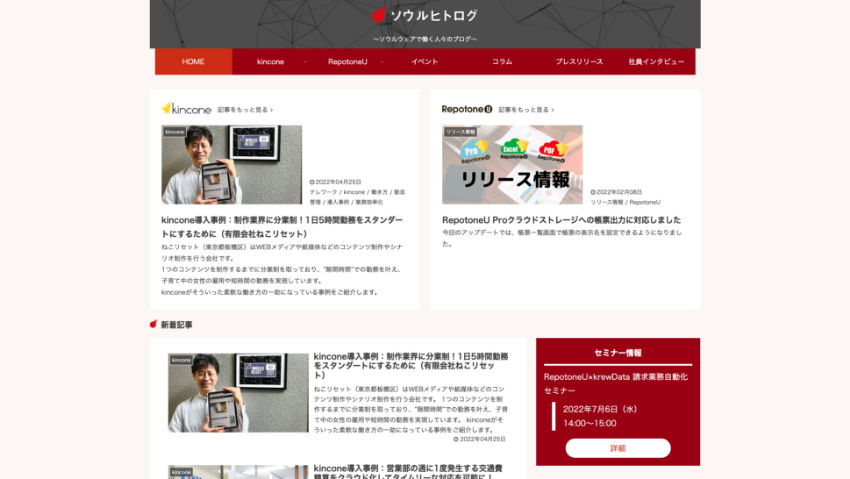 ソウルヒトログ
〜ソウルウェアで働く人々のブログ〜
HOME kincone RepotoneU イベント コラム プレスリリース 社員インタビュー
kincone 記事をもっと見る ›
kincone
2022年04月25日
テレワーク / kincone / 働き方 / 勤怠
管理 / 導入事例 / 業務効率化
kincone導入事例：制作業界に分業制！1日5時間勤務をスタンダー
トにするために（有限会社ねこリセット）
ねこリセット（東京都板橋区）はWEBメディアや紙媒体などのコンテンツ制作やシナ
リオ制作を行う会社です。
1つのコンテンツを制作するまでに分業制を取っており、"隙間時間"での勤務を叶え、
子育て中の女性の雇用や短時間の勤務を実現しています。
kinconeがそういった柔軟な働き方の一助になっている事例をご紹介します。
RepotoneU 記事をもっと見る ›
リリース情報
Pro Excel PDF
RepotoneU RepotoneU RepotoneU
リリース情報
2022年02月08日
リリース情報 / RepotoneU
RepotoneU Proクラウドストレージへの帳票出力に対応しました
今回のアップデートでは、帳票一覧画面で帳票の表示名を設定できるようになりまし
た。
新着記事
kincone
kincone導入事例：制作業界に分業制！1日5時間勤務
をスタンダートにするために（有限会社ねこリセッ
ト）
ねこリセット（東京都板橋区）はWEBメディアや紙媒体などのコン
テンツ制作やシナリオ制作を行う会社です。 1つのコンテンツを制
作するまでに分業制を取っており、"隙間時間"での勤務を叶え、子育
て中の女性の雇用や短時間の勤務を実現しています。 kinconeがそ
ういった柔軟な働き方の一助になっている事例をご紹介します。
2022年04月25日
kincone
kincone導入事例：営業部の週に1度発生する交通費
精算をクラウド化してタイムリーな対応を可能に！
セミナー情報
RepotoneU×krewData 請求業務自動化
セミナー
2022年7月6日（水）
14:00〜15:00
詳細